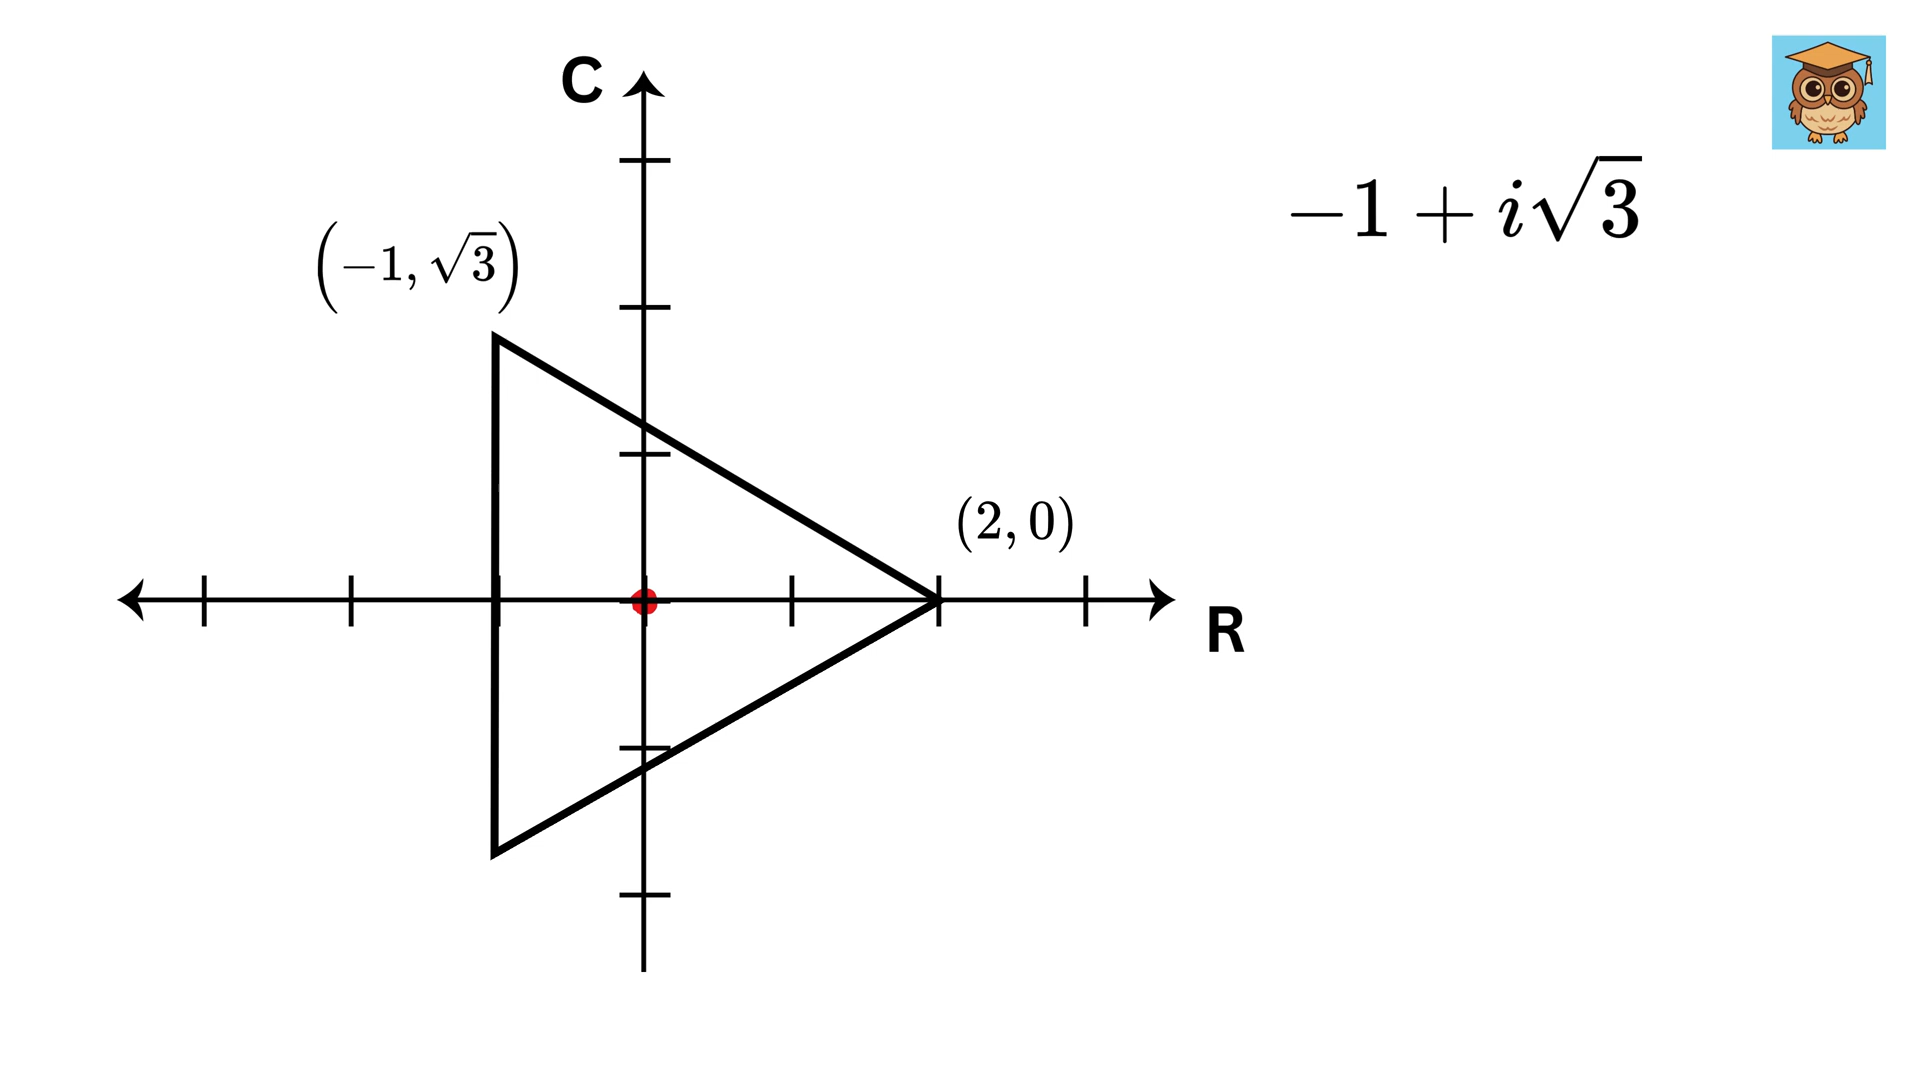 C
−1 + i√3
(−1, √3)
(2, 0)
R